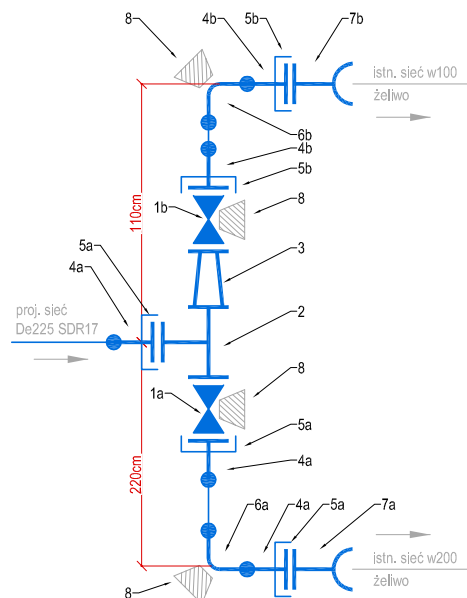 8
4b
5b
7b
istn. sieć w100
żeliwo
6b
4b
5b
110cm
1b
8
5a
3
4a
proj. sieć
De225 SDR17
2
8
1a
5a
220cm
4a
6a
4a
5a
7a
istn. sieć w200
żeliwo
8